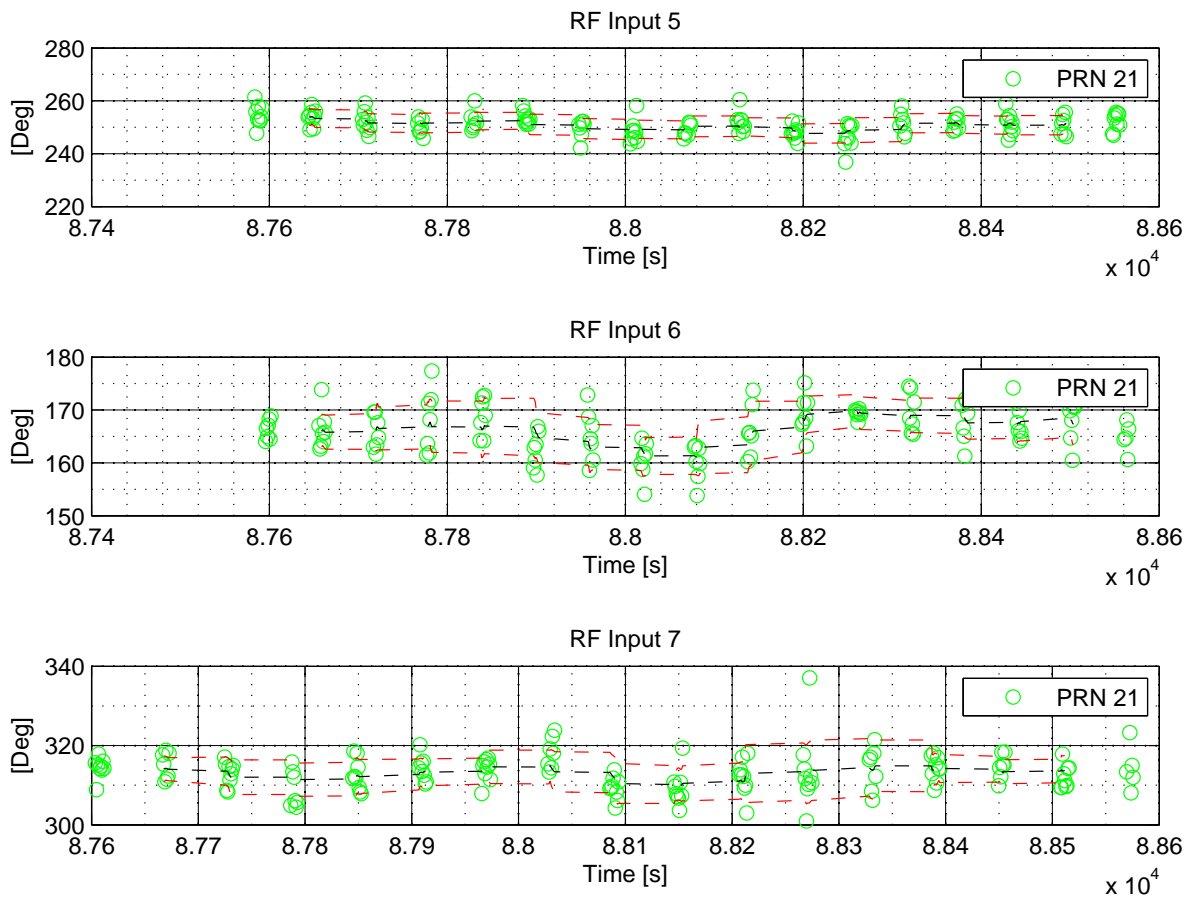 RF Input 5
280
260
240
220
[Deg]
PRN 21
8.74 8.76 8.78 8.8 8.82 8.84 8.86
Time [s]
x 10^4
RF Input 6
180
170
160
150
[Deg]
PRN 21
8.74 8.76 8.78 8.8 8.82 8.84 8.86
Time [s]
x 10^4
RF Input 7
340
320
300
[Deg]
PRN 21
8.76 8.77 8.78 8.79 8.8 8.81 8.82 8.83 8.84 8.85 8.86
Time [s]
x 10^4